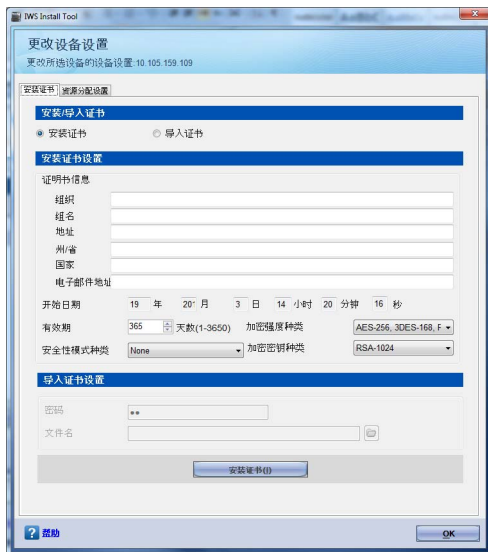 IWS Install Tool
更改设备设置
更改所选设备的设备设置:10.105.159.109
安装证书 资源分配设置
安装/导入证书
安装证书 导入证书
安装证书设置
证明书信息
组织
组名
地址
州/省
国家
电子邮件地址
开始日期 19 年 201 月 3 日 14 小时 20 分钟 16 秒
有效期 365 天数(1-3650) 加密强度种类 AES-256, 3DES-168, F
安全性模式种类 None 加密密钥种类 RSA-1024
导入证书设置
密码 ●●
文件名
安装证书(I)
? 帮助 OK